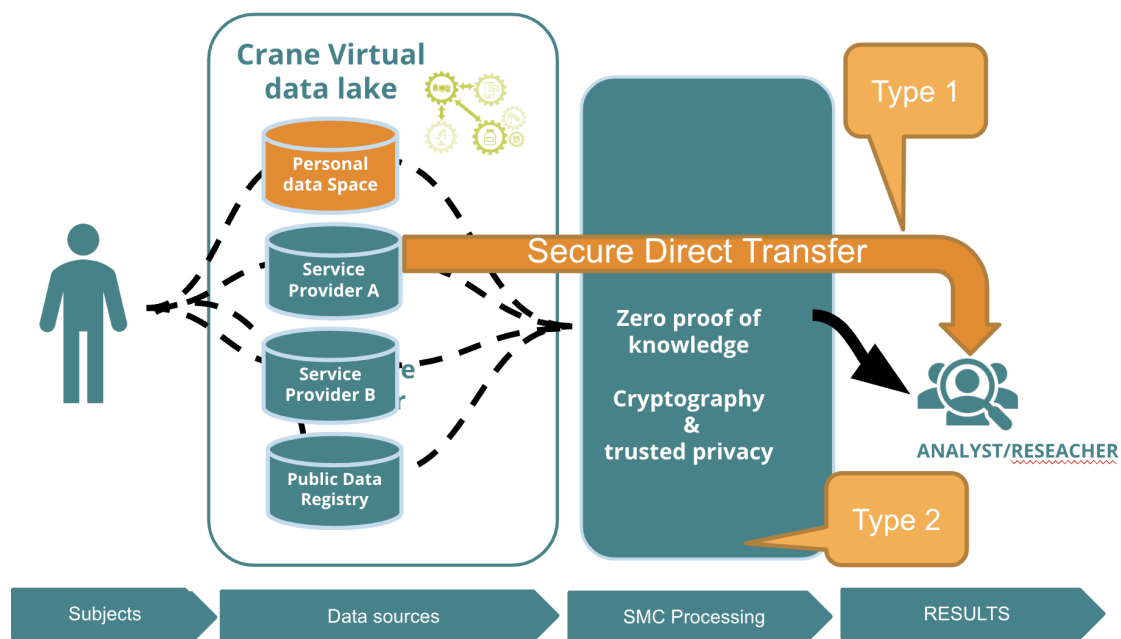 Crane Virtual
data lake
Personal
data Space
Service
Provider A
Service
Provider B
e
r
Public Data
Registry
Secure Direct Transfer
Zero proof of
knowledge
Cryptography
&
trusted privacy
Type 1
Type 2
ANALYST/RESEACHER
Subjects
Data sources
SMC Processing
RESULTS